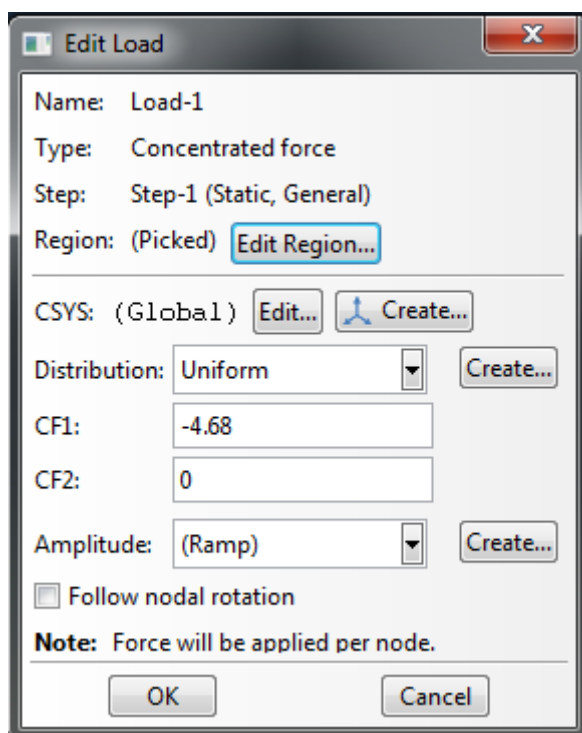 Edit Load
Name: Load-1
Type: Concentrated force
Step: Step-1 (Static, General)
Region: (Picked) Edit Region...
CSYS: (Global) Edit... Create...
Distribution: Uniform Create...
CF1: -4.68
CF2: 0
Amplitude: (Ramp) Create...
Follow nodal rotation
Note: Force will be applied per node.
OK Cancel